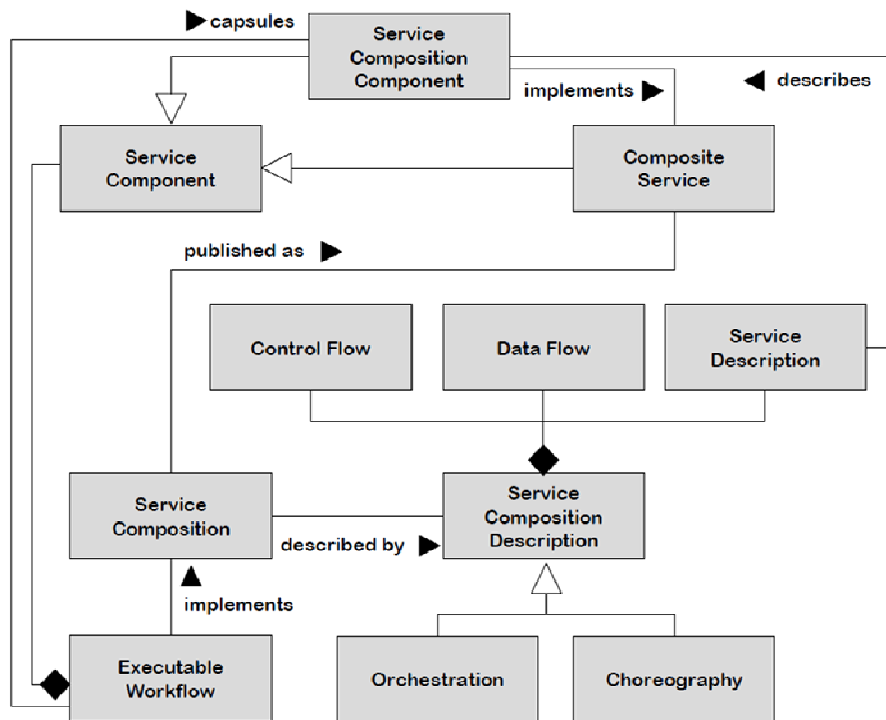 capsules
Service
Composition
Component
implements
describes
Service
Component
Composite
Service
published as
Control Flow
Data Flow
Service
Description
Service
Composition
described by
Service
Composition
Description
implements
Executable
Workflow
Orchestration
Choreography